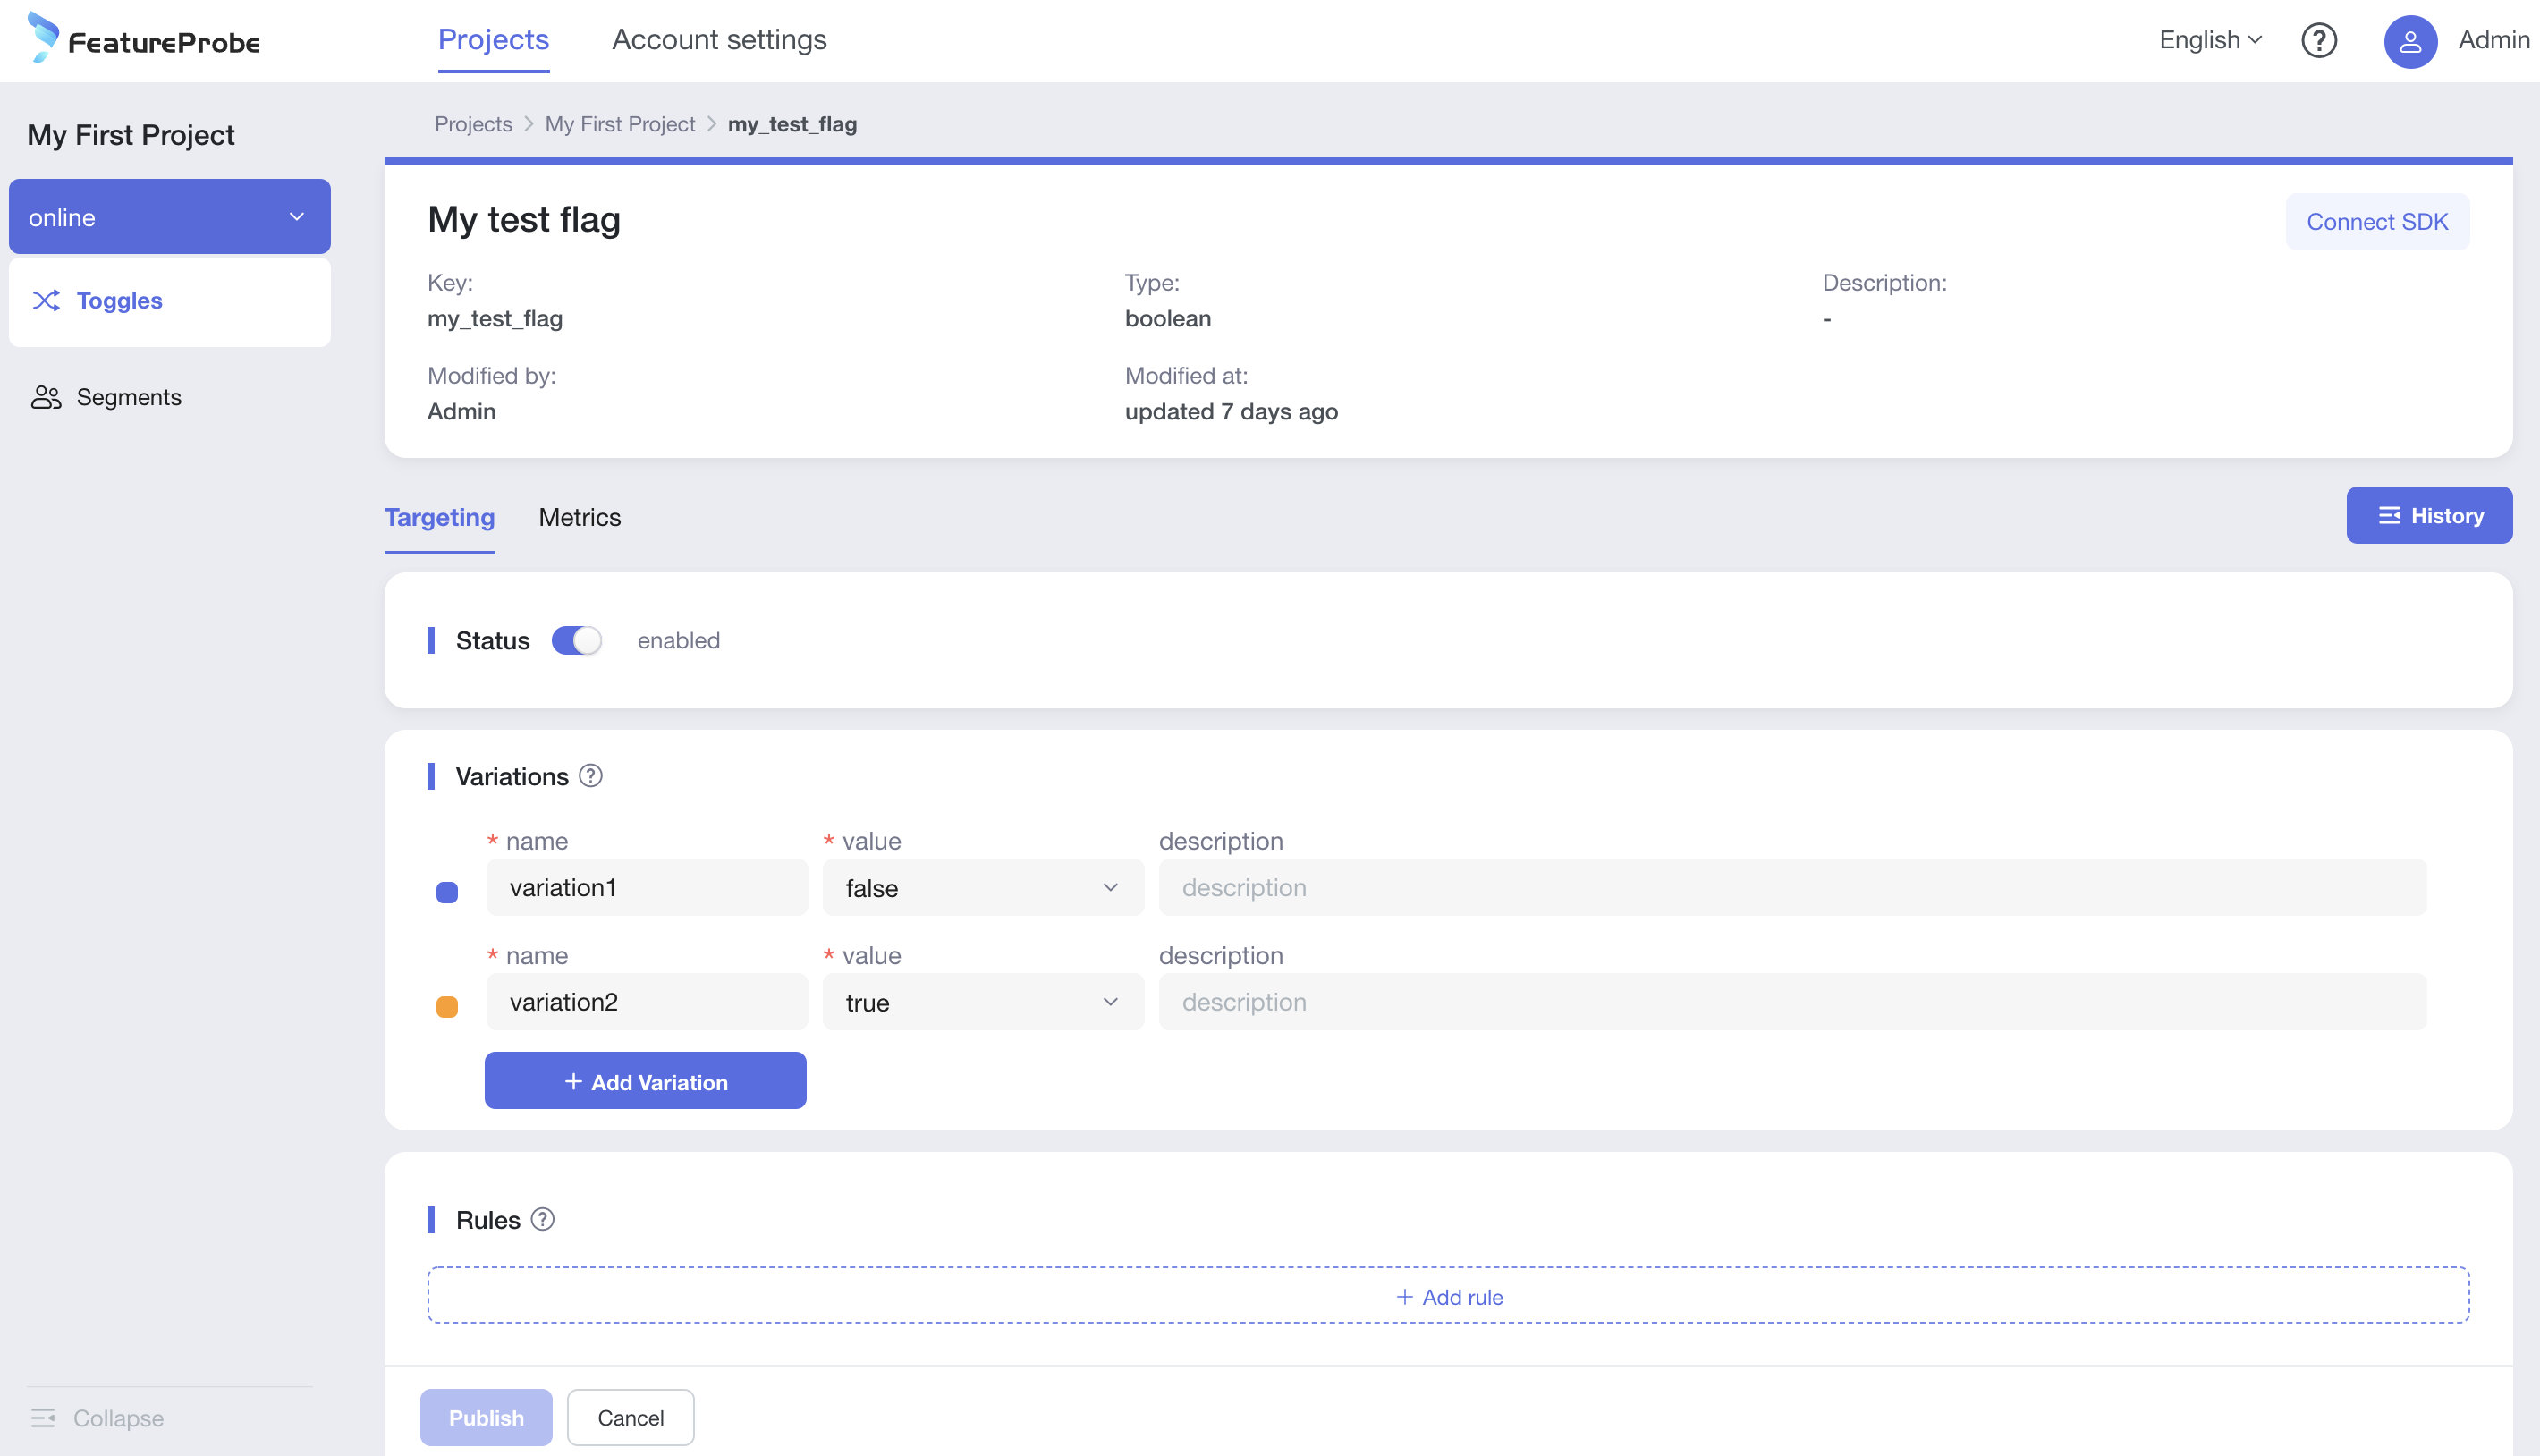 FeatureProbe
Projects
Account settings
English
Admin
My First Project
online
Toggles
Segments
Collapse
Projects > My First Project > my_test_flag
My test flag
Connect SDK
Key:
my_test_flag
Type:
boolean
Description:
-
Modified by:
Admin
Modified at:
updated 7 days ago
Targeting
Metrics
History
Status
enabled
Variations ?
* name
* value
description
variation1
false
description
* name
* value
description
variation2
true
description
+ Add Variation
Rules ?
+ Add rule
Publish
Cancel